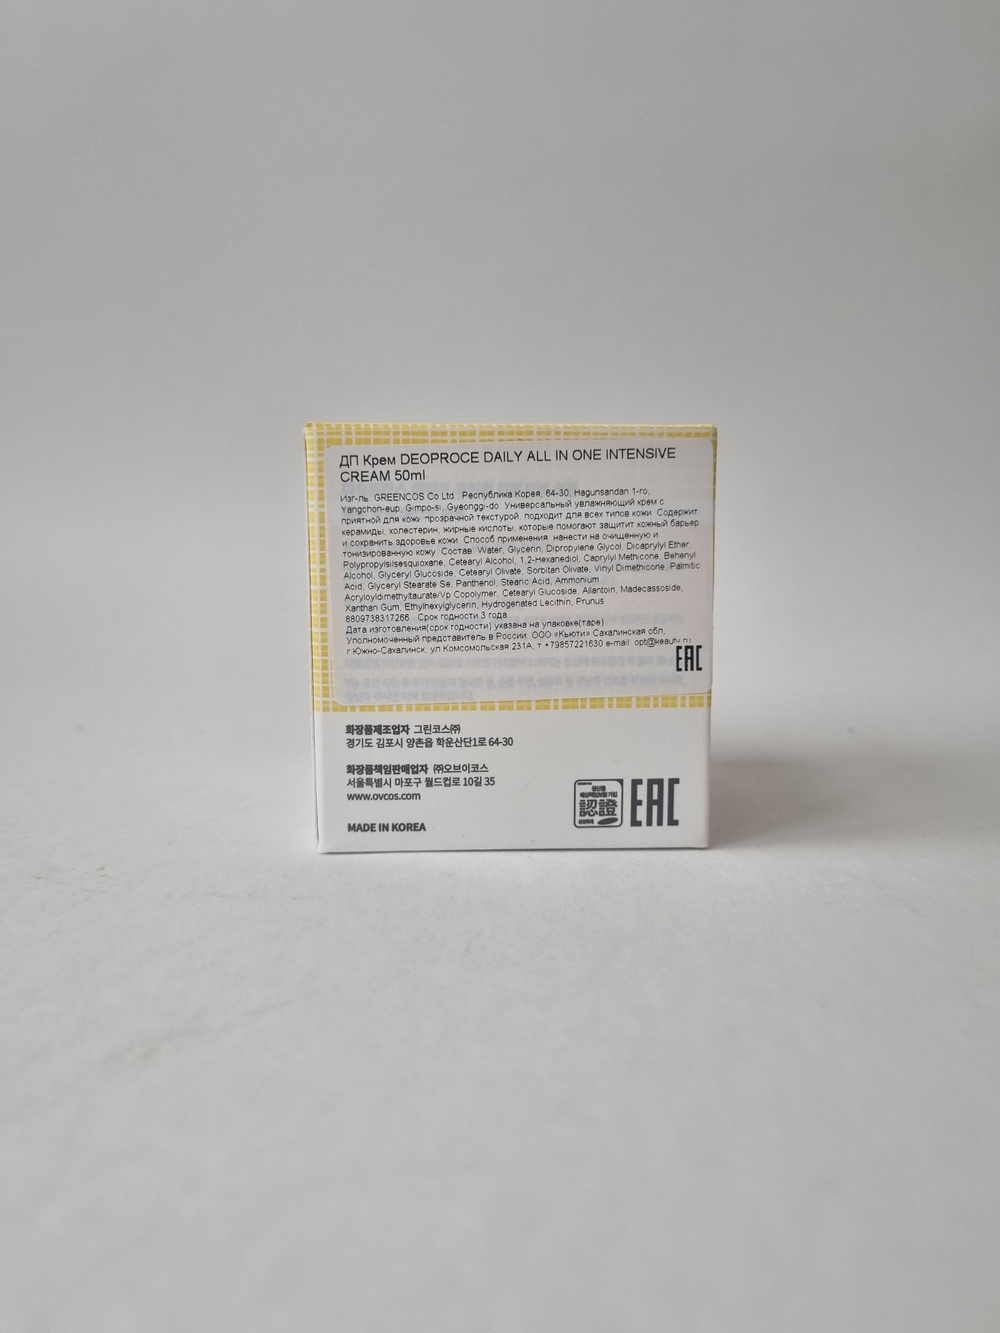 ДП Крем DEOPROCE DAILY ALL IN ONE INTENSIVE
CREAM 50ml
Изг-ль GREENCOS Co Ltd., Республика Корея, 64-30, Hagunsandan 1-ro,
Yangchon-eup, Gimpo-si, Gyeonggi-do. Универсальный увлажняющий крем с
приятной для кожи прозрачной текстурой, подходит для всех типов кожи. Содержит
керамиды, холестерин, жирные кислоты, которые помогают защитит кожный барьер
и сохранить здоровье кожи. Способ применения нанести на очищенную и
тонизированную кожу. Состав: Water, Glycerin, Dipropylene Glycol, Dicaprylyl Ether,
Polypropylsilsesquioxane, Cetearyl Alcohol, 1,2-Hexanediol, Caprylyl Methicone, Behenyl
Alcohol, Glyceryl Glucoside, Cetearyl Olivate, Sorbitan Olivate, Vinyl Dimethicone, Palmitic
Acid, Glyceryl Stearate Se, Panthenol, Stearic Acid, Ammonium
Acryloyldimethyltaurate/Vp Copolymer, Cetearyl Glucoside, Allantoin, Madecassoside,
Xanthan Gum, Ethylhexylglycerin, Hydrogenated Lecithin, Prunus
8809738317266 Срок годности 3 года
Дата изготовления(срок годности) указана на упаковке(таре)
Уполномоченный представитель в России ООО «Кьюти» Сахалинская обл,
г Южно-Сахалинск, ул Комсомольская 231А, т +79857221630 e-mail: opt@keauty.ru
EAC
화장품제조업자 그린코스㈜
경기도 김포시 양촌읍 학운산단1로 64-30
화장품책임판매업자 ㈜오브이코스
서울특별시 마포구 월드컵로 10길 35
www.ovcos.com
MADE IN KOREA
認證
EAC